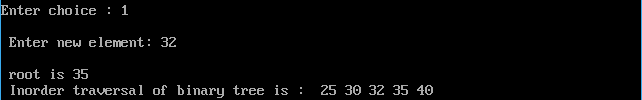 Enter choice : 1
Enter new element: 32
root is 35
Inorder traversal of binary tree is :  25 30 32 35 40